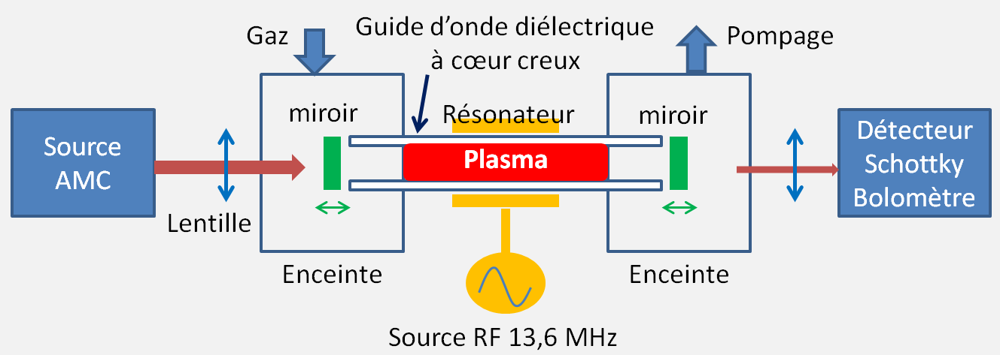 Gaz
Guide d’onde diélectrique
à cœur creux
Pompage
miroir
Résonateur
miroir
Source
AMC
Plasma
Détecteur
Schottky
Bolomètre
Lentille
Enceinte
Enceinte
Source RF 13,6 MHz